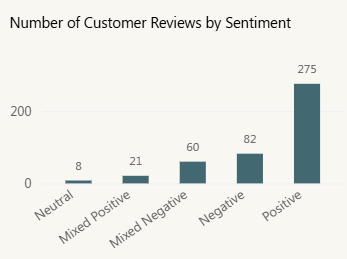 Number of Customer Reviews by Sentiment
275
200
82
60
21
8
0
Neutral
Mixed Positive
Mixed Negative
Negative
Positive